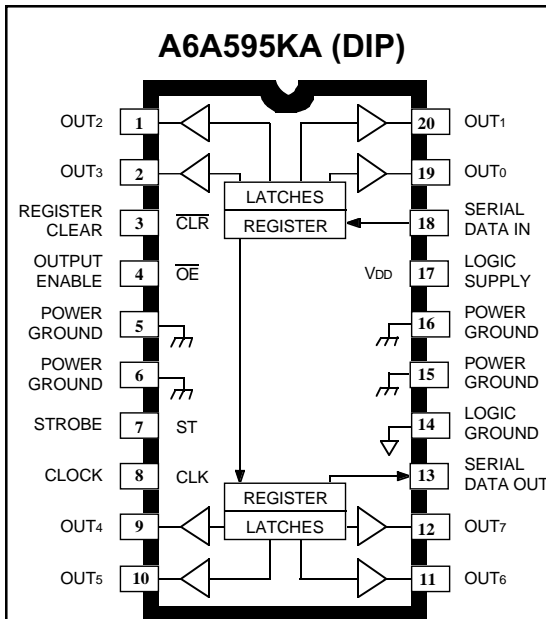 A6A595KA (DIP)
OUT2 1 20 OUT1
OUT3 2 19 OUT0
LATCHES
REGISTER
REGISTER CLEAR 3 CLR 18 SERIAL DATA IN
OUTPUT ENABLE 4 OE VDD 17 LOGIC SUPPLY
POWER GROUND 5 16 POWER GROUND
POWER GROUND 6 15 POWER GROUND
STROBE 7 ST 14 LOGIC GROUND
CLOCK 8 CLK 13 SERIAL DATA OUT
REGISTER
LATCHES
OUT4 9 12 OUT7
OUT5 10 11 OUT6